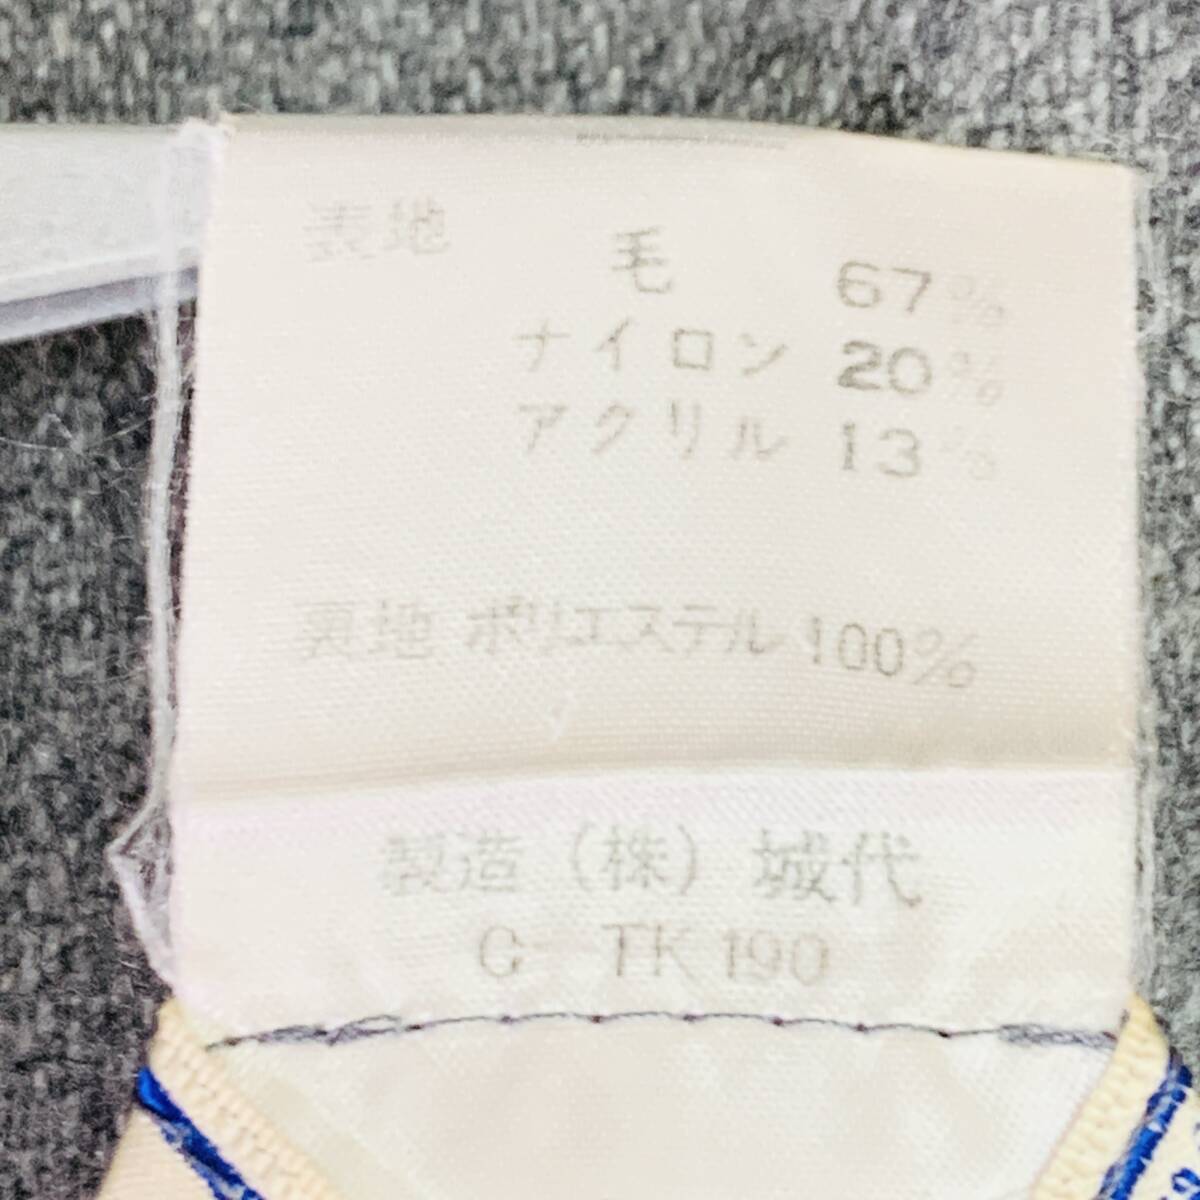 表地 毛 67%
ナイロン 20%
アクリル 13%
裏地 ポリエステル 100%
製造 (株) 城代
G TK 190